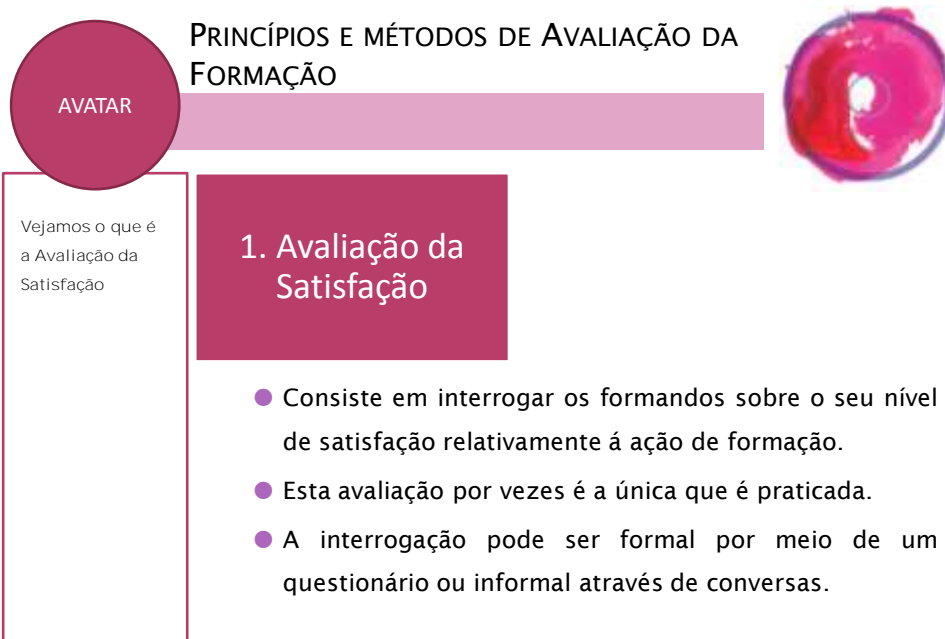 PRINCÍPIOS E MÉTODOS DE AVALIAÇÃO DA
FORMAÇÃO
AVATAR
Vejamos o que é
a Avaliação da
Satisfação
1. Avaliação da
Satisfação
Consiste em interrogar os formandos sobre o seu nível
de satisfação relativamente á ação de formação.
Esta avaliação por vezes é a única que é praticada.
A interrogação pode ser formal por meio de um
questionário ou informal através de conversas.